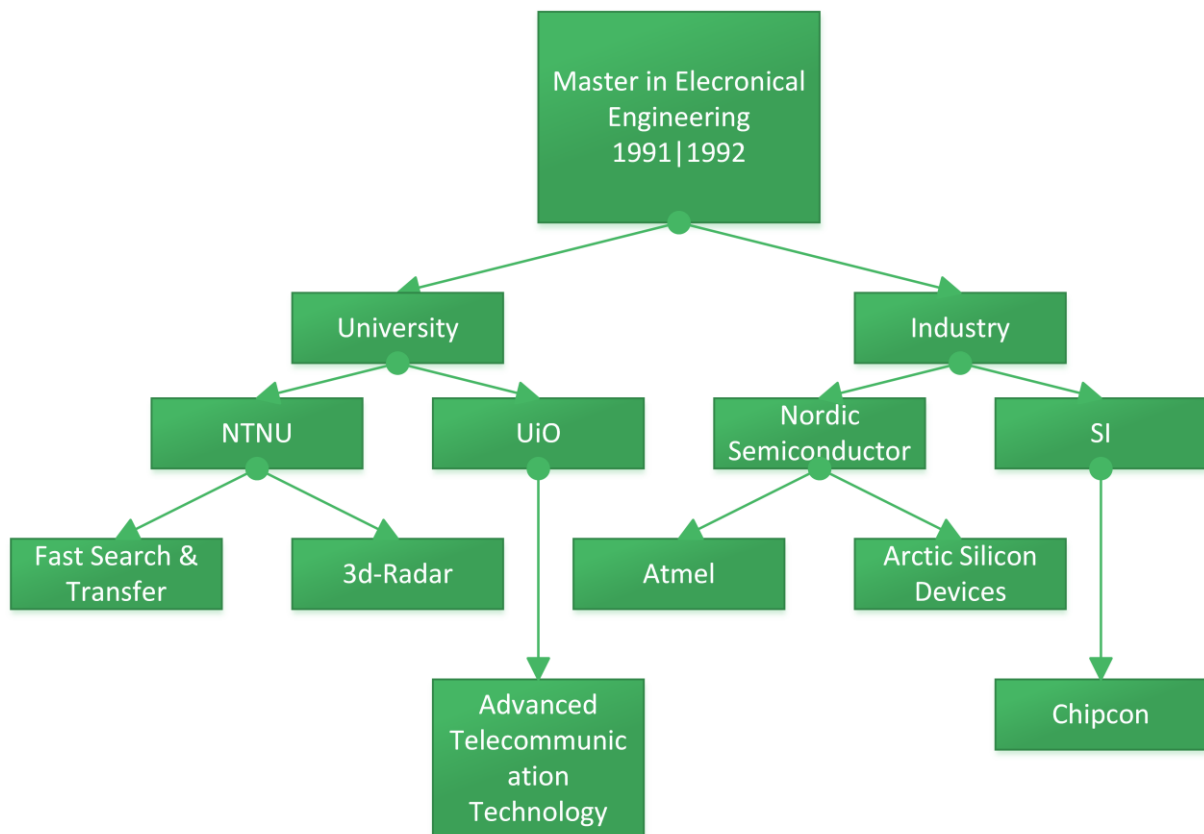 Master in Elecronical
Engineering
1991|1992
University
Industry
NTNU
UiO
Nordic
Semiconductor
SI
Fast Search &
Transfer
3d-Radar
Atmel
Arctic Silicon
Devices
Advanced
Telecommunic
ation
Technology
Chipcon